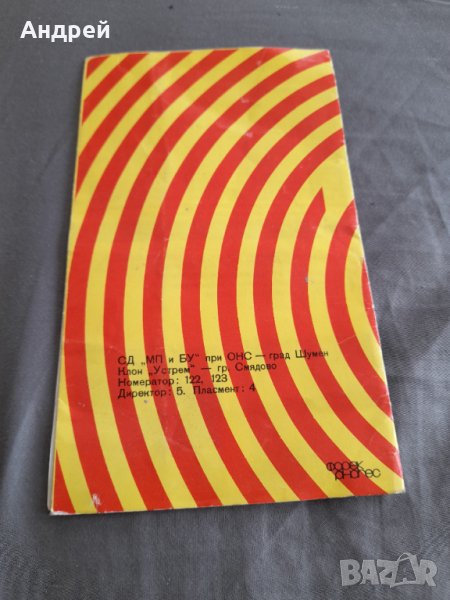 Андрей
СД „МП и БУ" при ОНС — град Шумен
Клон „Устрем" — гр. Смядово
Номератор: 122, 123
Директор: 5. Пласмент: 4
BAZAR